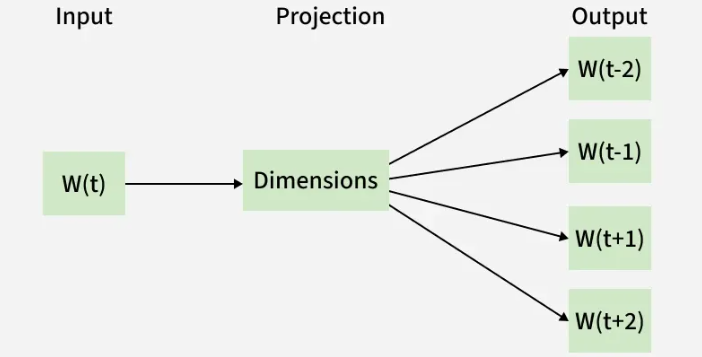 Input Projection Output
W(t-2)
W(t-1)
W(t) Dimensions
W(t+1)
W(t+2)